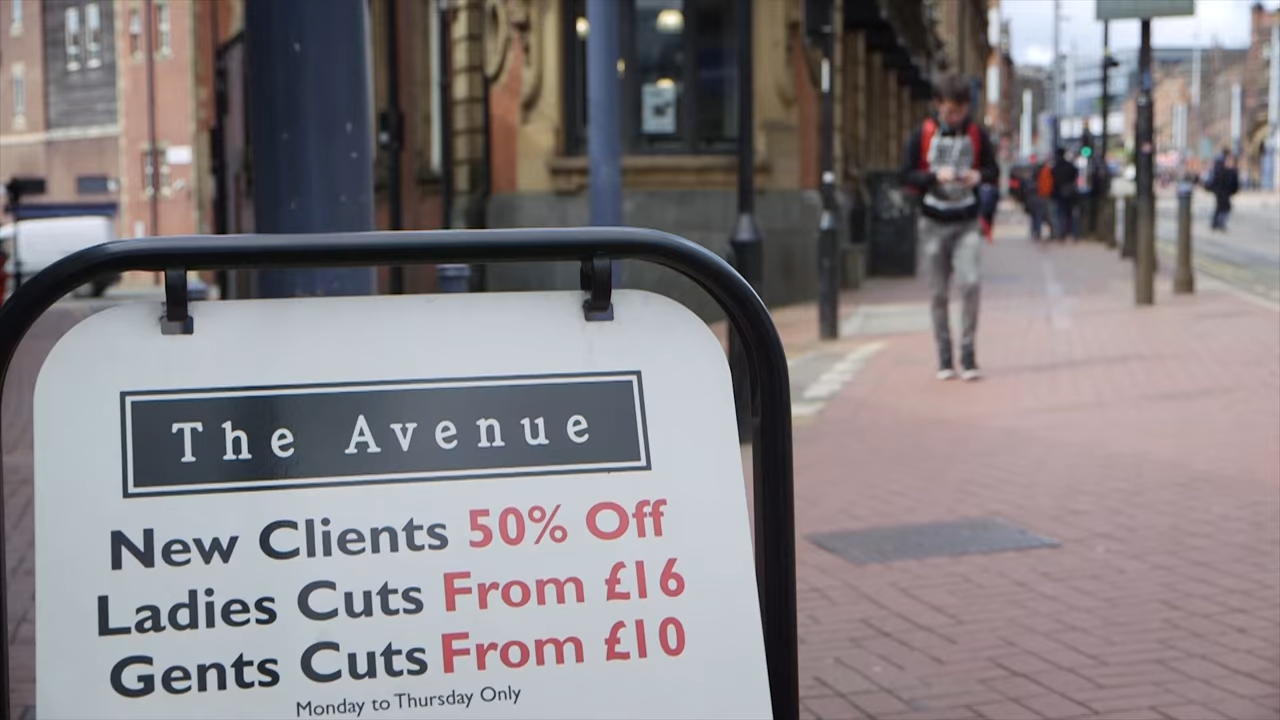 The Avenue
New Clients 50% Off
Ladies Cuts From £16
Gents Cuts From £10
Monday to Thursday Only